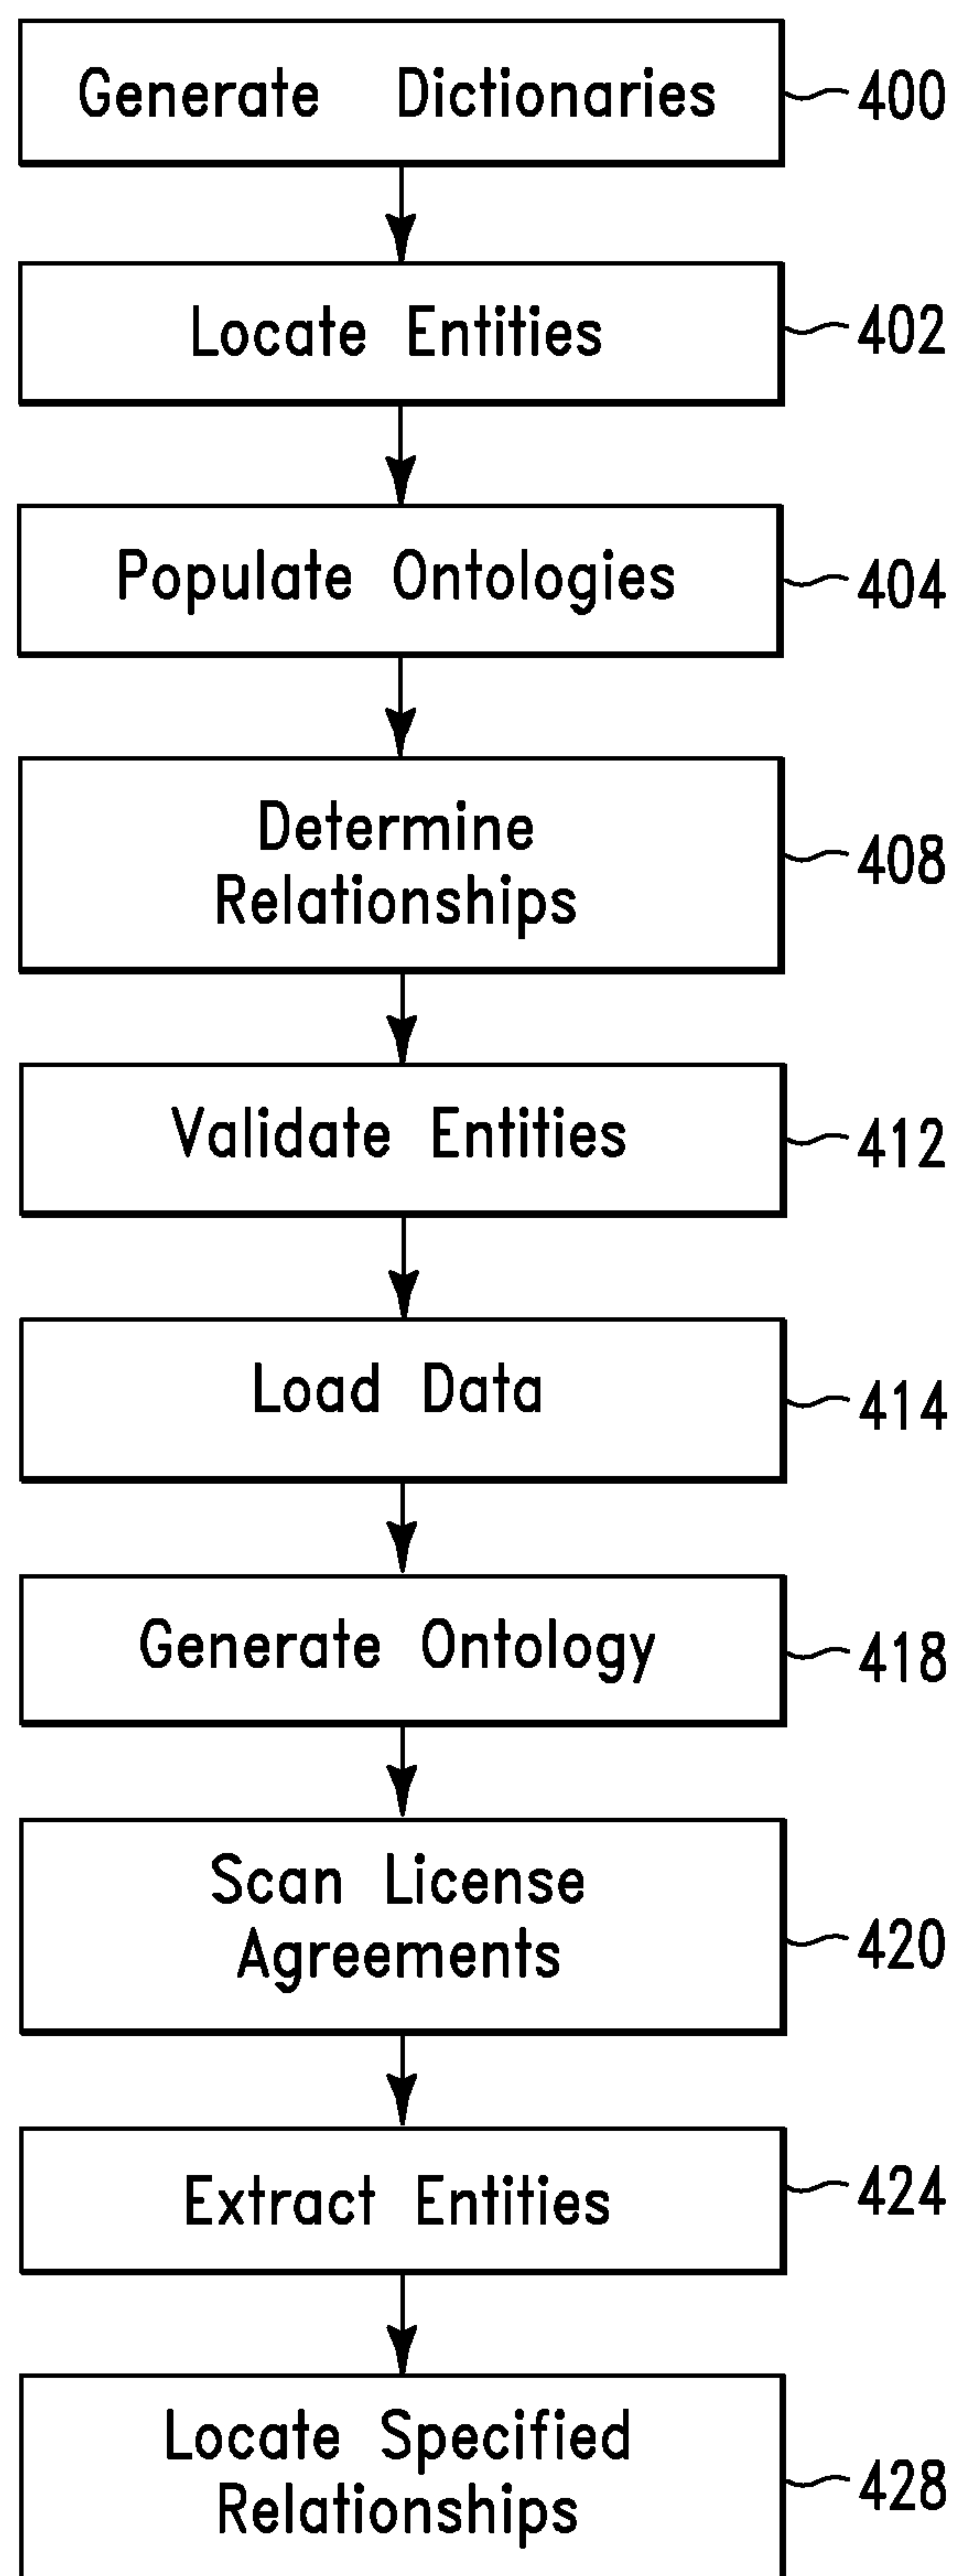 Generate Dictionaries
400
Locate Entities
402
Populate Ontologies
404
Determine
Relationships
408
Validate Entities
412
Load Data
414
Generate Ontology
418
Scan License
Agreements
420
Extract Entities
424
Locate Specified
Relationships
428